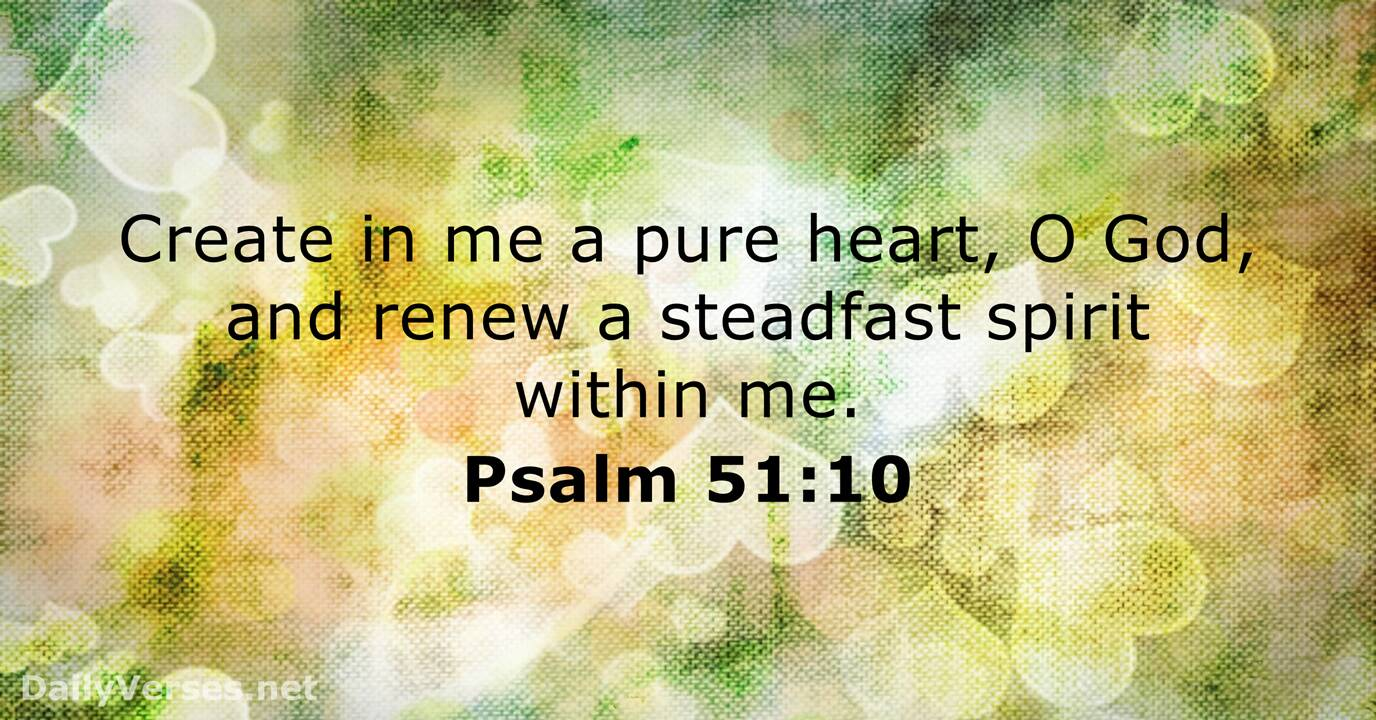 Create in me a pure heart, O God,
and renew a steadfast spirit
within me.
Psalm 51:10
DailyVerses.net